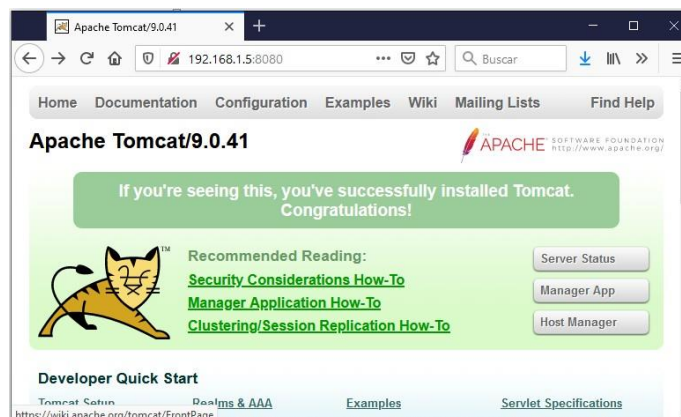 Apache Tomcat/9.0.41
192.168.1.5:8080
Buscar
Home Documentation Configuration Examples Wiki Mailing Lists Find Help
Apache Tomcat/9.0.41
APACHE SOFTWARE FOUNDATION
http://www.apache.org/
If you're seeing this, you've successfully installed Tomcat.
Congratulations!
TM
Recommended Reading:
Security Considerations How-To
Manager Application How-To
Clustering/Session Replication How-To
Server Status
Manager App
Host Manager
Developer Quick Start
Tomcat Setup Realms & AAA Examples Servlet Specifications
https://wiki.apache.org/tomcat/FrontPage